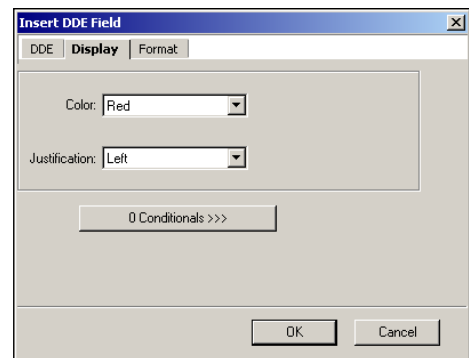 Insert DDE Field
DDE Display Format
Color: Red
Justification: Left
0 Conditionals >>>
OK Cancel